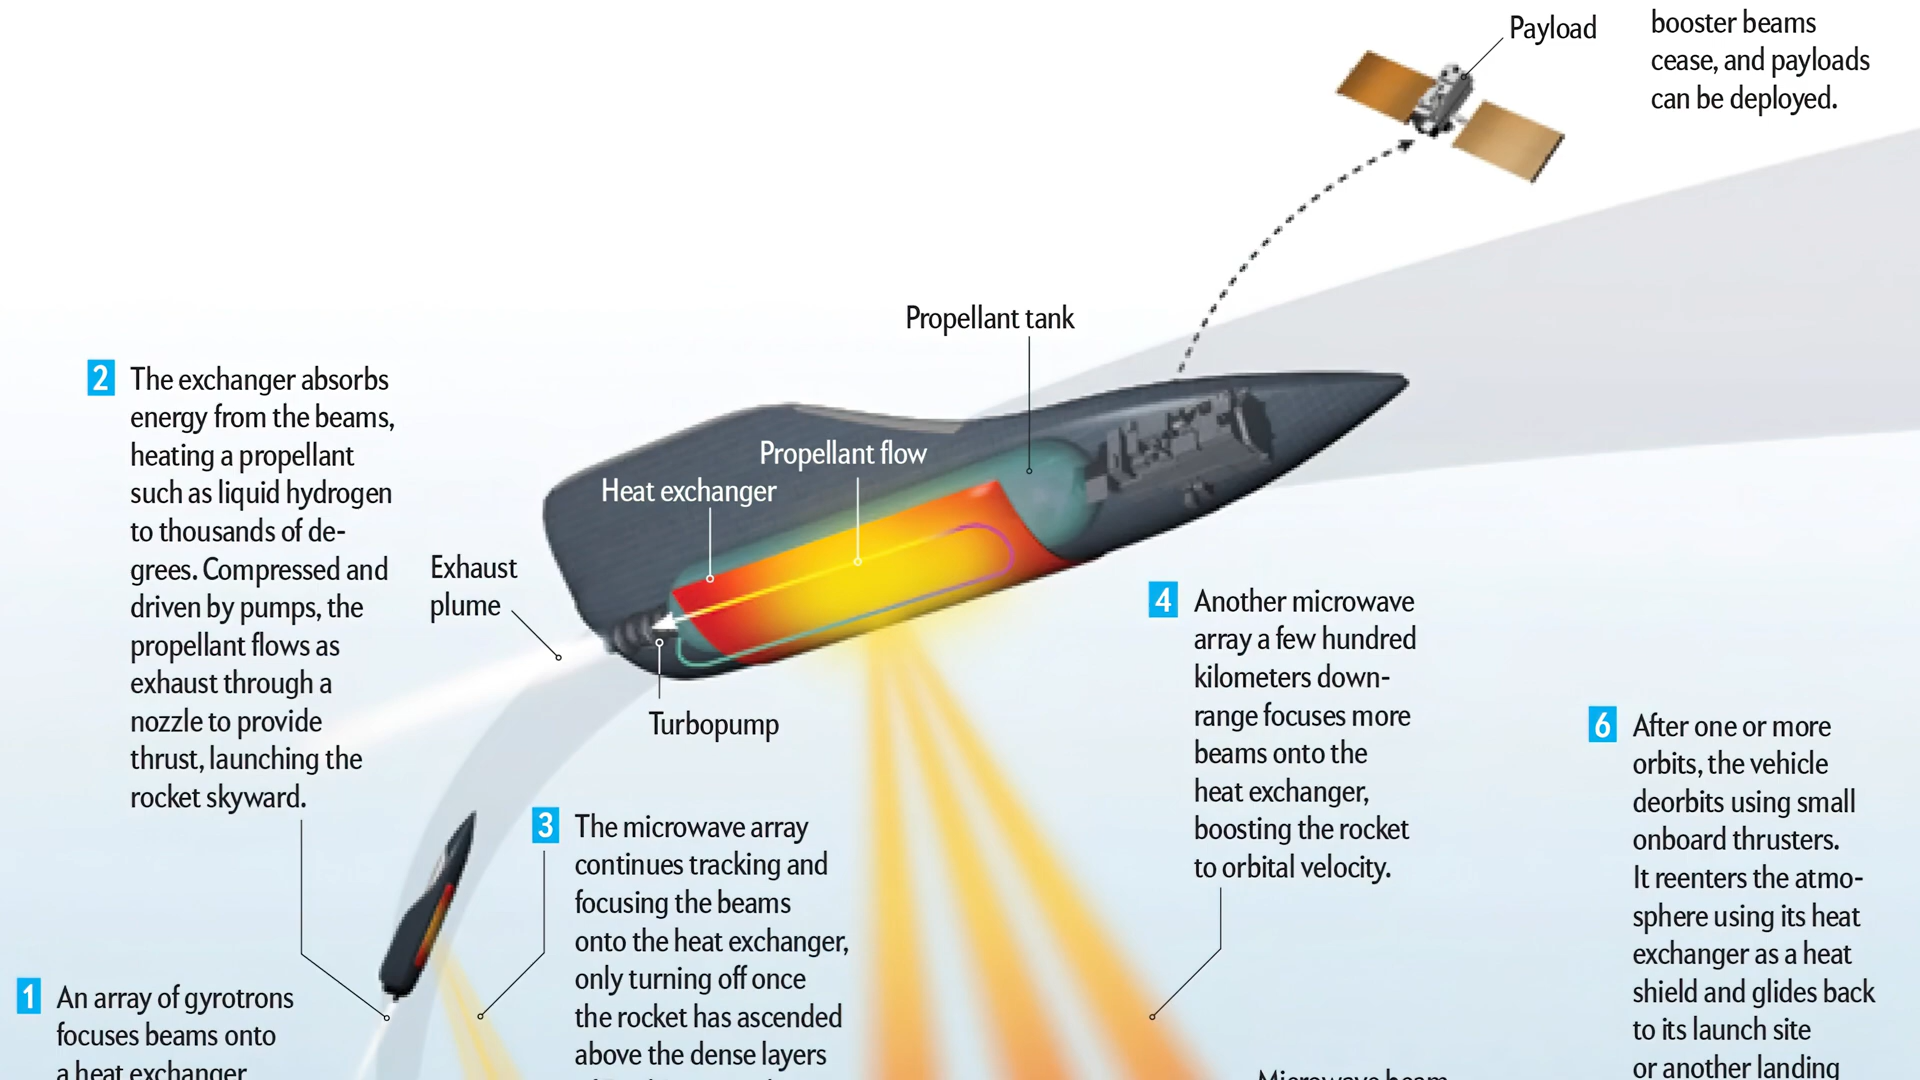 Payload
booster beams
cease, and payloads
can be deployed.
Propellant tank
2 The exchanger absorbs
energy from the beams,
heating a propellant
such as liquid hydrogen
to thousands of de-
grees. Compressed and
driven by pumps, the
propellant flows as
exhaust through a
nozzle to provide
thrust, launching the
rocket skyward.
Propellant flow
Heat exchanger
Exhaust
plume
Turbopump
4 Another microwave
array a few hundred
kilometers down-
range focuses more
beams onto the
heat exchanger,
boosting the rocket
to orbital velocity.
6 After one or more
orbits, the vehicle
deorbits using small
onboard thrusters.
It reenters the atmo-
sphere using its heat
exchanger as a heat
shield and glides back
to its launch site
or another landing
3 The microwave array
continues tracking and
focusing the beams
onto the heat exchanger,
only turning off once
the rocket has ascended
above the dense layers
1 An array of gyrotrons
focuses beams onto
a heat exchanger
Microwave beam